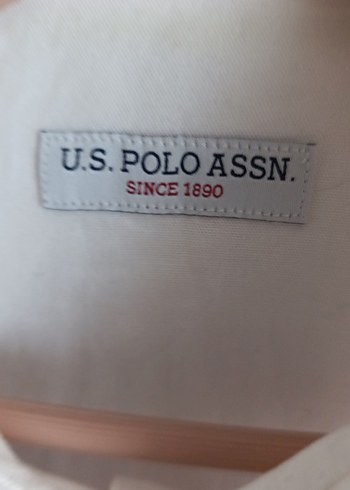 U.S. POLO ASSN.
SINCE 1890